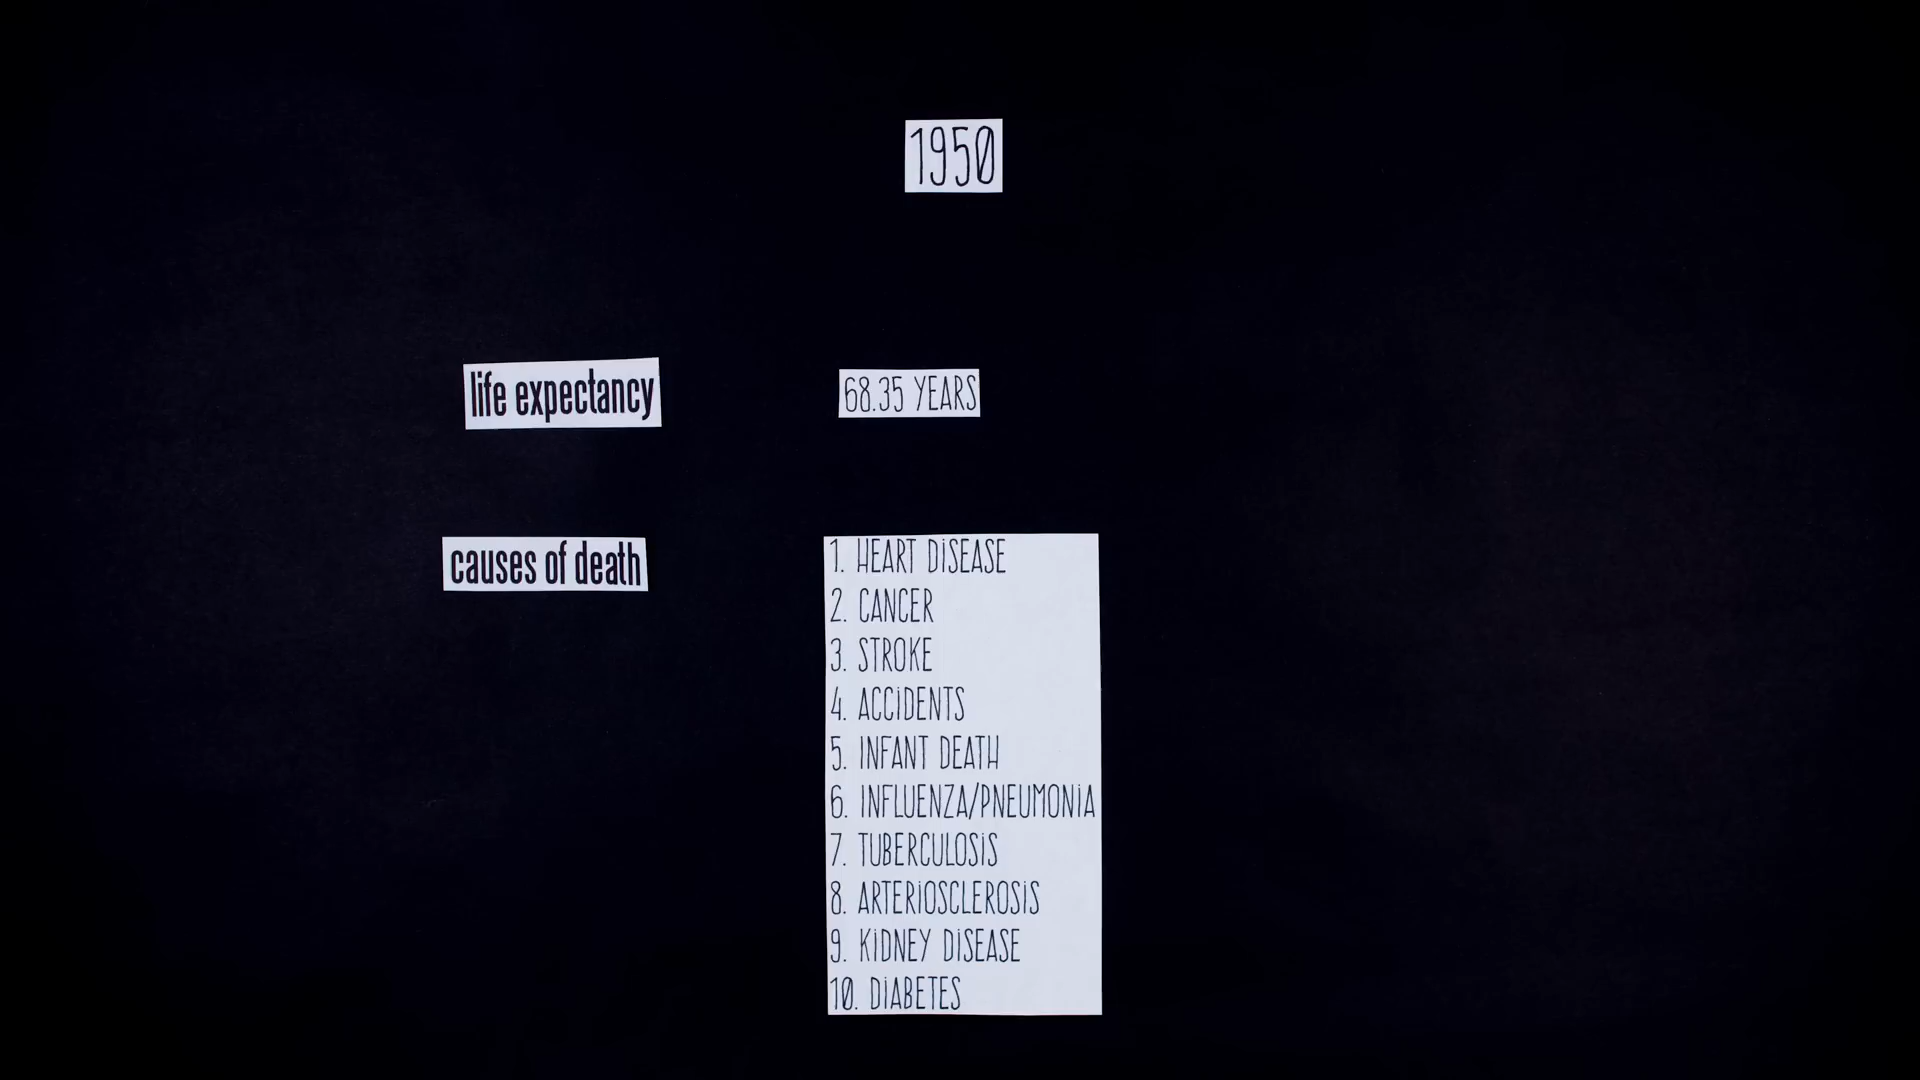 1950
life expectancy
68.35 YEARS
causes of death
1. HEART DiSEASE
2. CANCER
3. STROKE
4. ACCiDENTS
5. INFANT DEATH
6. INFLUENZA/PNEUMONiA
7. TUBERCULOSiS
8. ARTERiOSCLEROSiS
9. KiDNEY DiSEASE
10. DiABETES